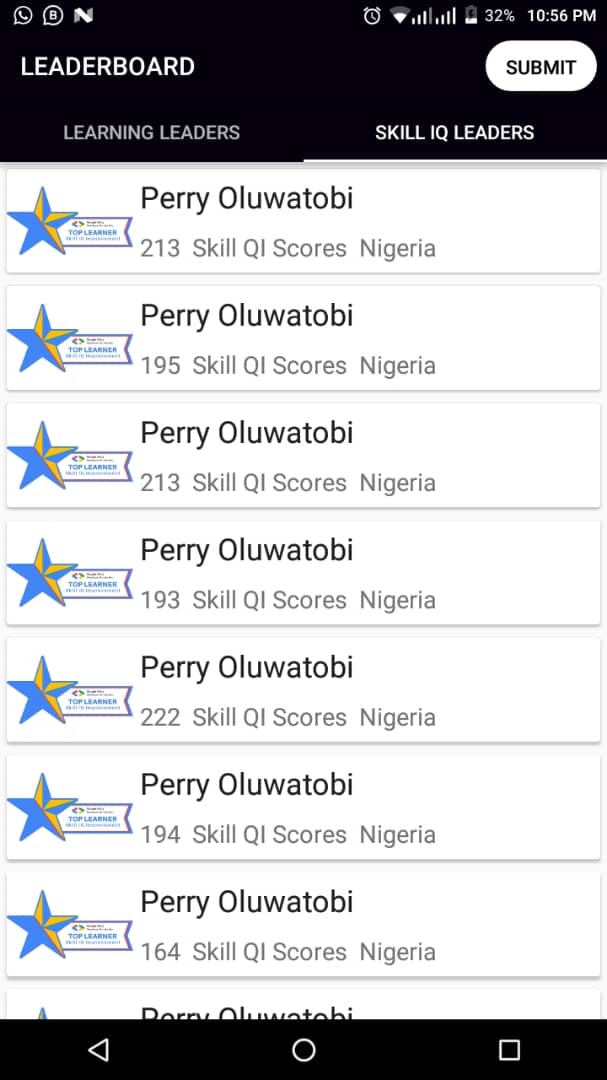 32% 10:56 PM
LEADERBOARD
SUBMIT
LEARNING LEADERS SKILL IQ LEADERS
Perry Oluwatobi
TOP LEARNER
Skill IQ Improvement
213 Skill QI Scores Nigeria
Perry Oluwatobi
TOP LEARNER
Skill IQ Improvement
195 Skill QI Scores Nigeria
Perry Oluwatobi
TOP LEARNER
Skill IQ Improvement
213 Skill QI Scores Nigeria
Perry Oluwatobi
TOP LEARNER
Skill IQ Improvement
193 Skill QI Scores Nigeria
Perry Oluwatobi
TOP LEARNER
Skill IQ Improvement
222 Skill QI Scores Nigeria
Perry Oluwatobi
TOP LEARNER
Skill IQ Improvement
194 Skill QI Scores Nigeria
Perry Oluwatobi
TOP LEARNER
Skill IQ Improvement
164 Skill QI Scores Nigeria
Perry Oluwatobi